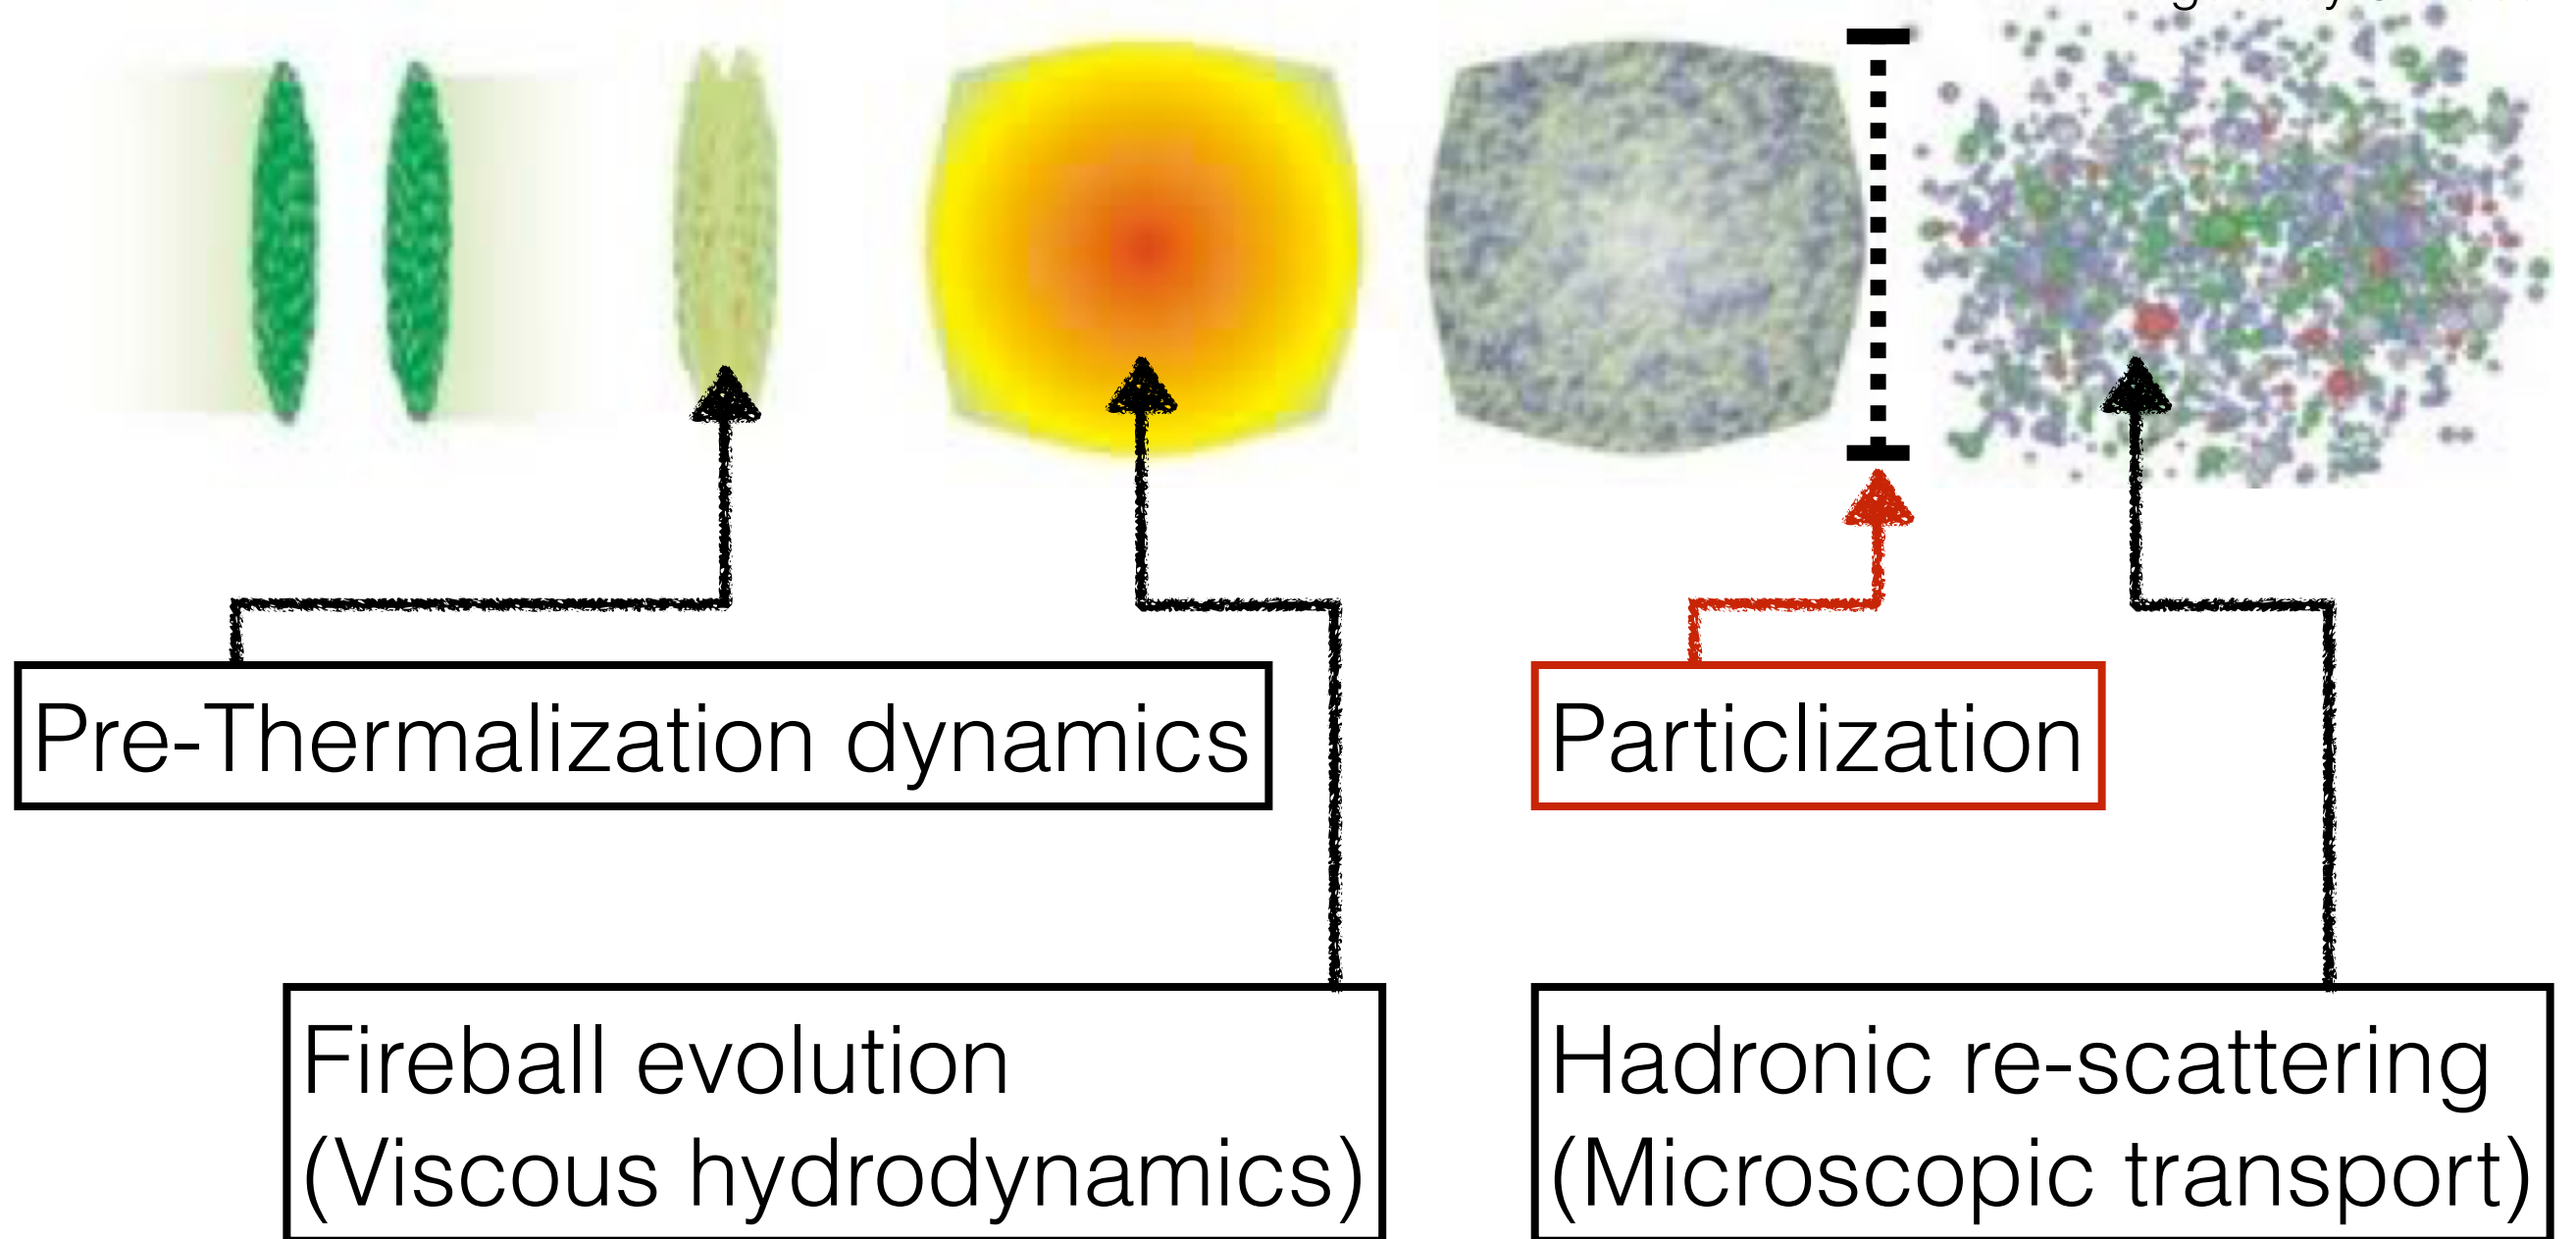 Pre-Thermalization dynamics
Particlization
Fireball evolution
(Viscous hydrodynamics)
Hadronic re-scattering
(Microscopic transport)